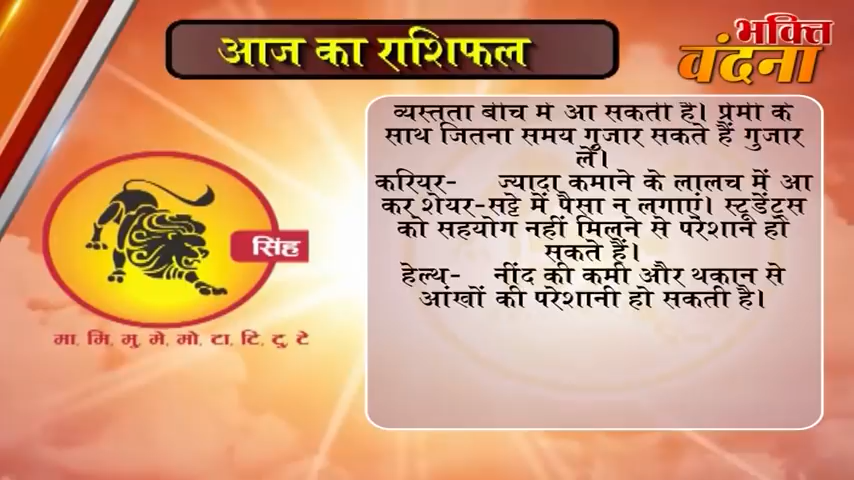 आज का राशिफल
भक्ति
वंदना
व्यस्तता बीच में आ सकती है। प्रेमी के
साथ जितना समय गुजार सकते हैं गुजार
लें।
करियर- ज्यादा कमाने के लालच में आ
कर शेयर-सट्टे में पैसा न लगाएं। स्टूडेंट्स
को सहयोग नहीं मिलने से परेशान हो
सकते हैं।
हेल्थ- नींद की कमी और थकान से
आंखों की परेशानी हो सकती है।
सिंह
मा, मि, मु, मे, मो, टा, टि, टु, टे